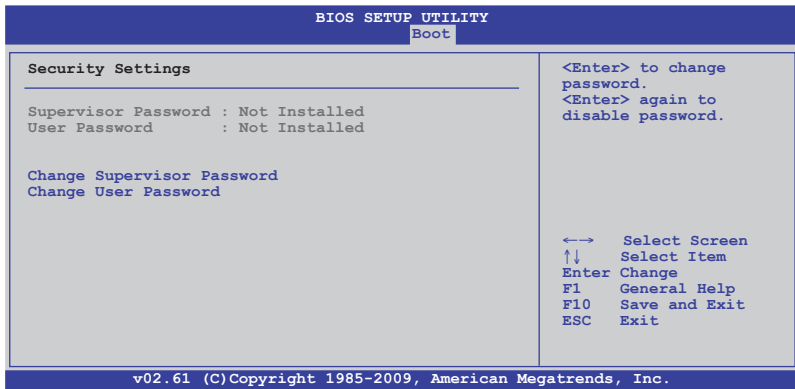 BIOS SETUP UTILITY
Boot
Security Settings
Supervisor Password : Not Installed
User Password : Not Installed
Change Supervisor Password
Change User Password
<Enter> to change
password.
<Enter> again to
disable password.
←→ Select Screen
↑↓ Select Item
Enter Change
F1 General Help
F10 Save and Exit
ESC Exit
v02.61 (C)Copyright 1985-2009, American Megatrends, Inc.